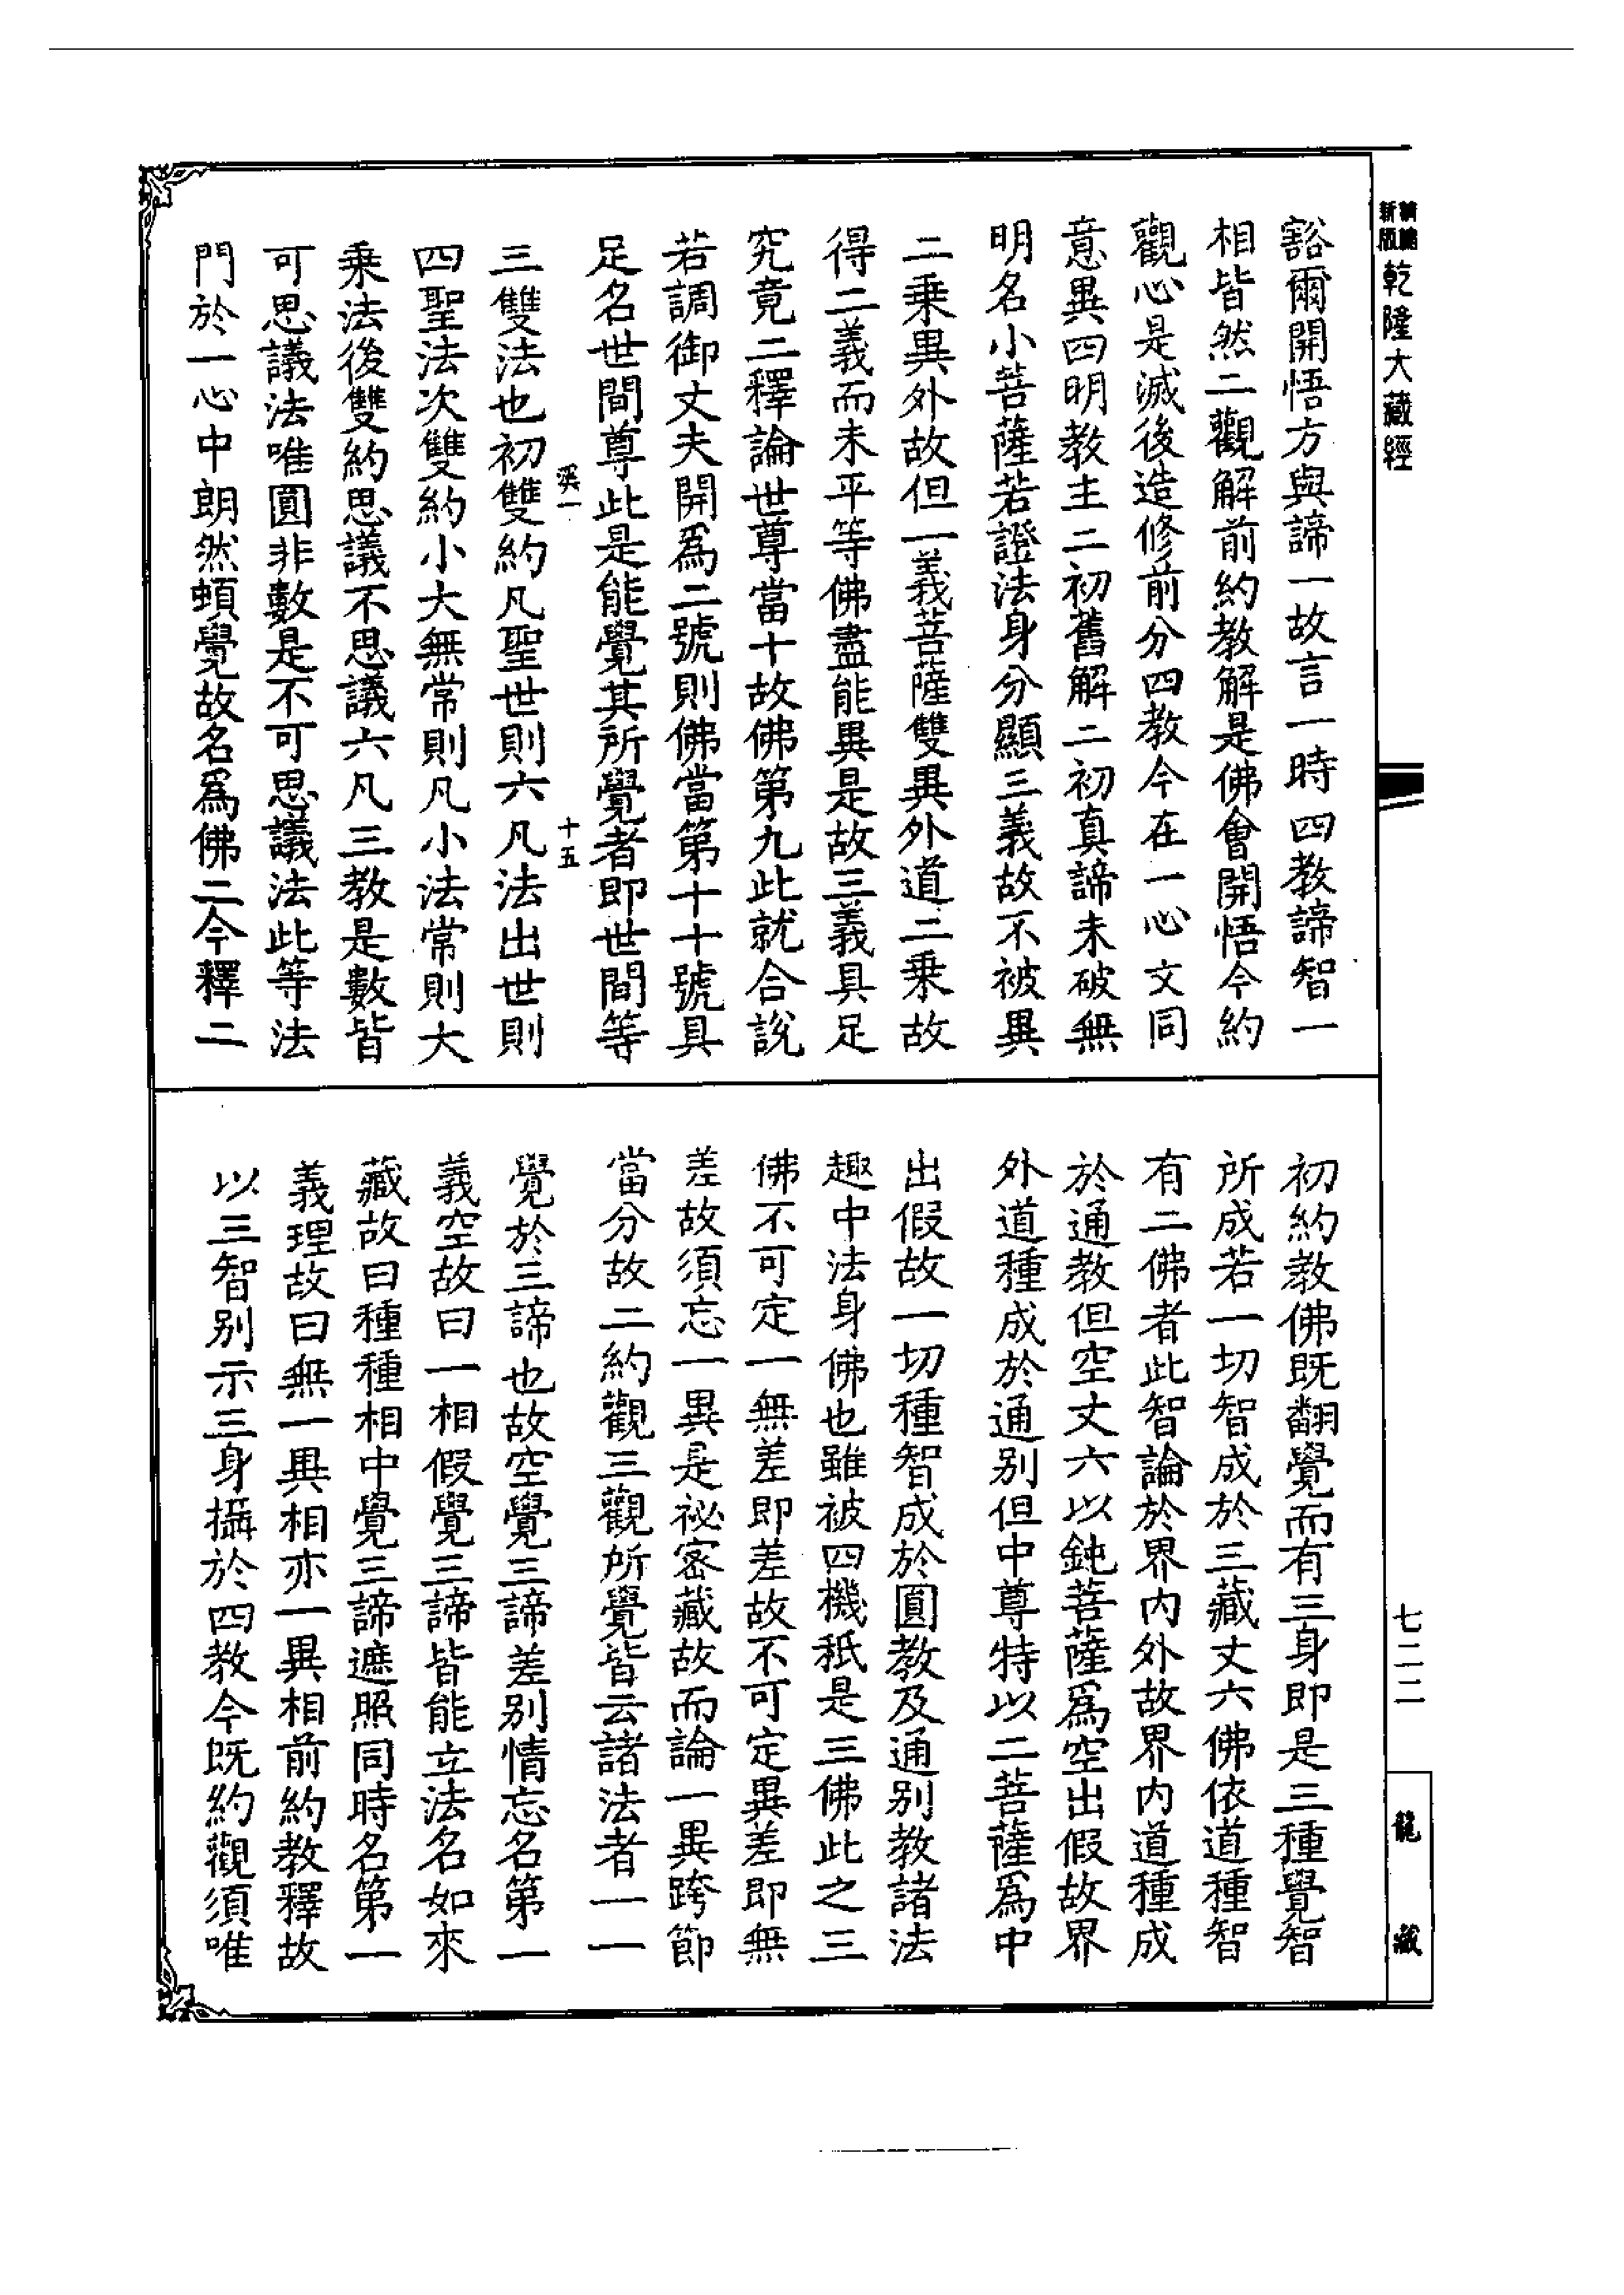 新版
乾隆大藏經
豁爾開悟方與諦一故言一時四教諦智一
相皆然二觀解前約教解是佛會開悟今約
觀心是滅後造修前分四教今在一心文同
意異四明教主二初舊解二初真諦未破無
明名小菩薩若證法身分顯三義故不被異
二乘異外故但一義菩薩雙異外道二乘故
得二義而未平等佛盡能異是故三義具足
究竟二釋論世尊當十故佛第九此就合說
若調御丈夫開為二號則佛當第十十號具
足名世間尊此是能覺其所覺者即世間等
十五
三雙法也初雙約凡聖世則六凡法出世則
四聖法次雙約小大無常則凡小法常則大
乘法後雙約思議不思議六凡三教是數皆
可思議法唯圓非數是不可思議法此等法
門於一心中朗然頓覺故名為佛二今釋二
初約教佛既翻覺而有三身即是三種覺智
所成若一切智成於三藏丈六佛依道種智
有二佛者此智論於界內外故界內道種成
於通教但空丈六以鈍菩薩為空出假故界
外道種成於通別但中尊特以二菩薩為中
出假故一切種智成於圓教及通別教諸法
趣中法身佛也雖被四機秖是三佛此之三
佛不可定一無差即差故不可定異差即無
差故須忘一異是祕密藏故而論一異跨節
當分故二約觀三觀所覺皆云諸法者一一
覺於三諦也故空覺三諦差別情忘名第一
義空故曰一相假覺三諦皆能立法名如來
藏故曰種種相中覺三諦遮照同時名第一
義理故曰無一異相亦一異相前約教釋故
以三智別示三身攝於四教今既約觀須唯
七二二
龍藏